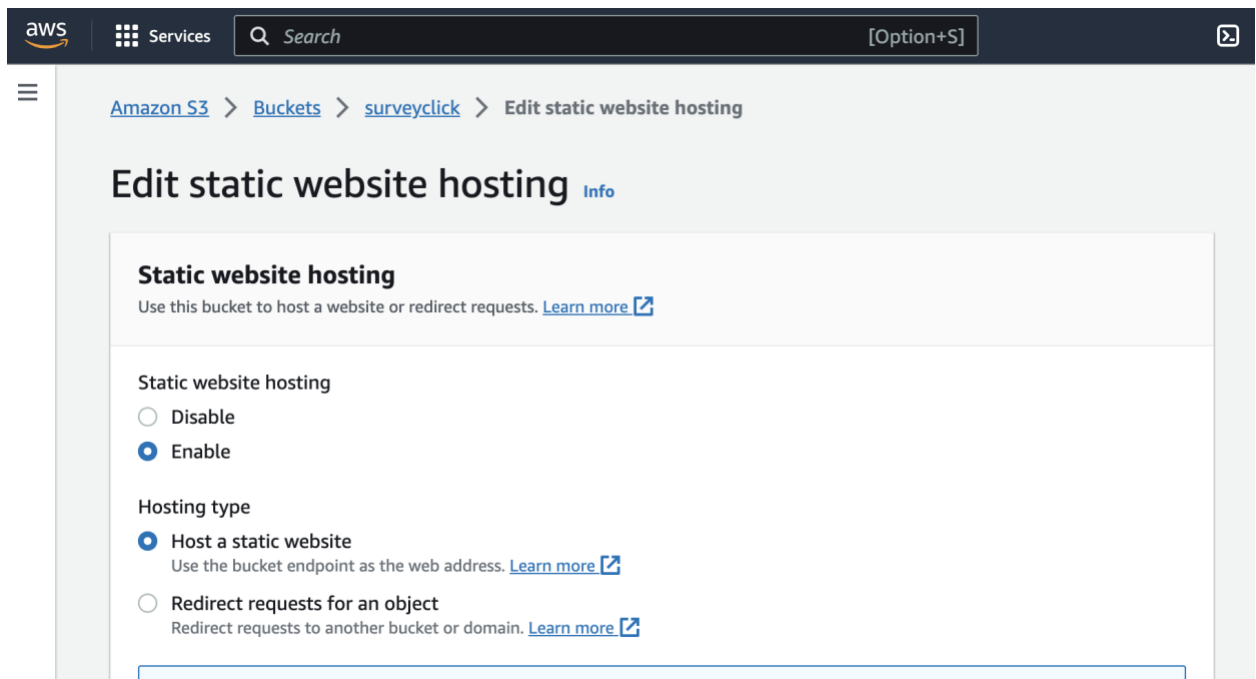 aws Services Search [Option+S]
Amazon S3 > Buckets > surveyclick > Edit static website hosting
Edit static website hosting Info
Static website hosting
Use this bucket to host a website or redirect requests. Learn more
Static website hosting
Disable
Enable
Hosting type
Host a static website
Use the bucket endpoint as the web address. Learn more
Redirect requests for an object
Redirect requests to another bucket or domain. Learn more